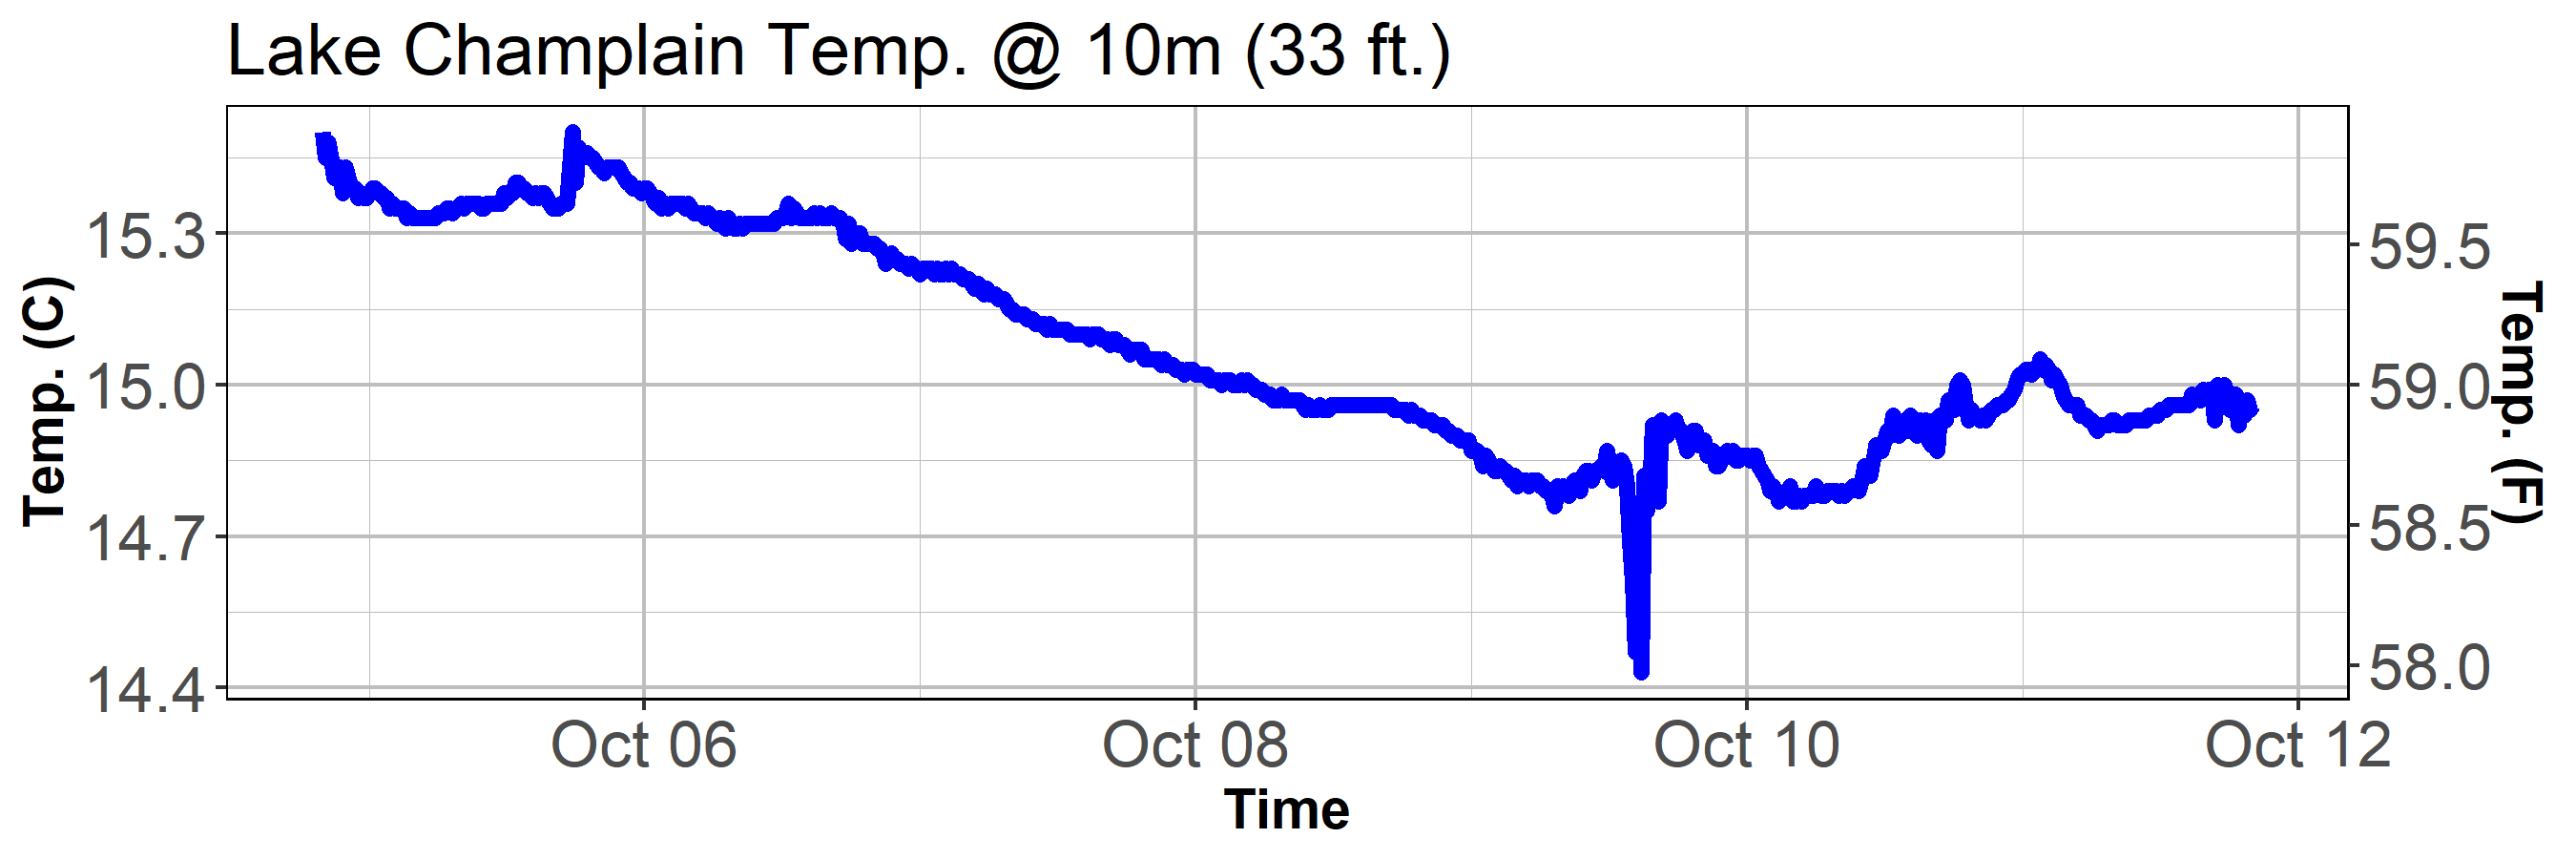 Lake Champlain Temp. @ 10m (33 ft.)
Temp. (C)
15.3
15.0
14.7
14.4
59.5
59.0
58.5
58.0
Temp. (F)
Oct 06
Oct 08
Oct 10
Oct 12
Time